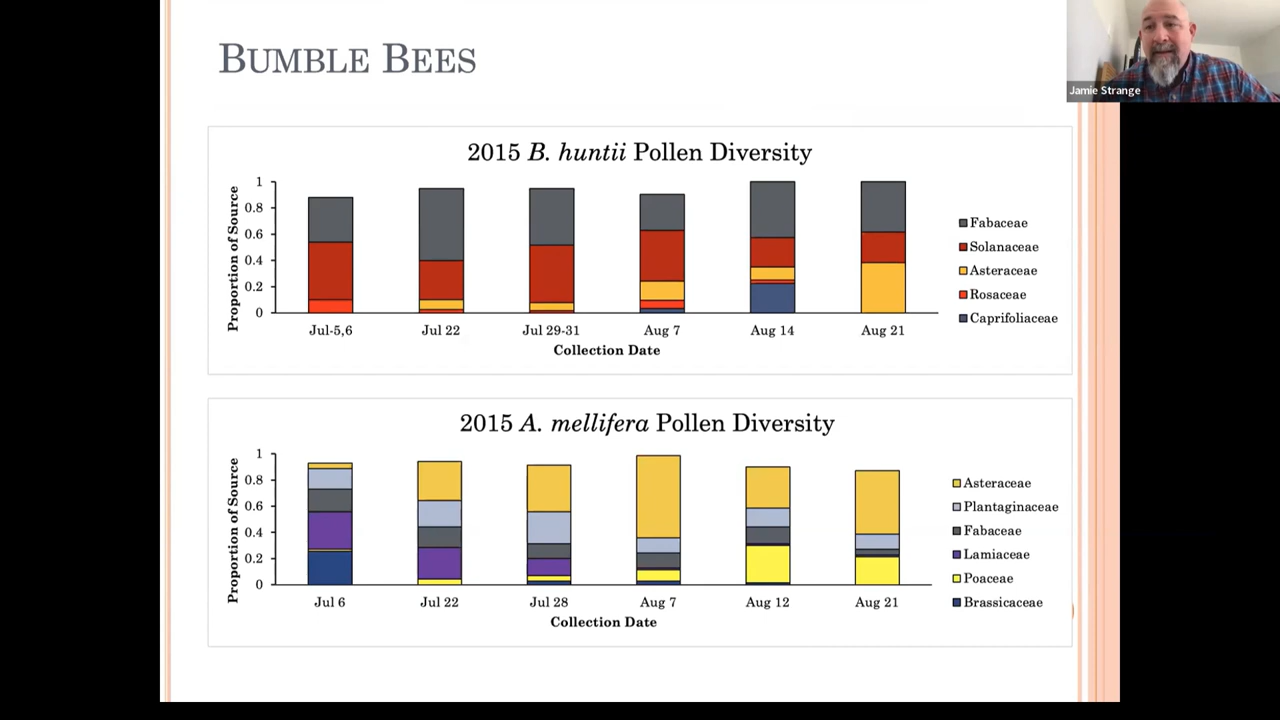 BUMBLE BEES
Jamie Strange
2015 B. huntii Pollen Diversity
Proportion of Source
1
0.8
0.6
0.4
0.2
0
Jul-5,6 Jul 22 Jul 29-31 Aug 7 Aug 14 Aug 21
Collection Date
Fabaceae
Solanaceae
Asteraceae
Rosaceae
Caprifoliaceae
2015 A. mellifera Pollen Diversity
Proportion of Source
1
0.8
0.6
0.4
0.2
0
Jul 6 Jul 22 Jul 28 Aug 7 Aug 12 Aug 21
Collection Date
Asteraceae
Plantaginaceae
Fabaceae
Lamiaceae
Poaceae
Brassicaceae